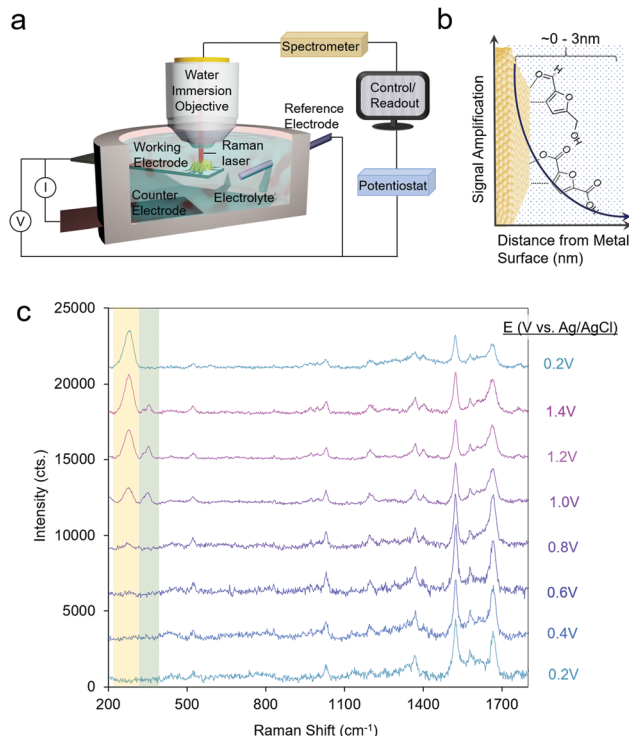 a
Spectrometer
Water
Immersion
Objective
Control/
Readout
Reference
Electrode
Working
Electrode
Raman
laser
Counter
Electrode
Electrolyte
Potentiostat
I
V
b
~0 - 3nm
Signal Amplification
O
H
O
OH
O
O
O
O
OH
Distance from Metal
Surface (nm)
c
E (V vs. Ag/AgCl)
25000
20000
15000
10000
5000
0
Intensity (cts.)
0.2V
1.4V
1.2V
1.0V
0.8V
0.6V
0.4V
0.2V
200
500
800
1100
1400
1700
Raman Shift (cm⁻¹)